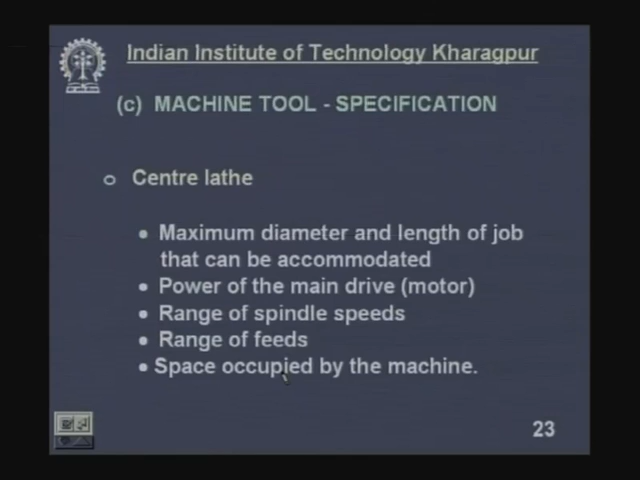 Indian Institute of Technology Kharagpur
(c) MACHINE TOOL - SPECIFICATION
o Centre lathe
• Maximum diameter and length of job
that can be accommodated
• Power of the main drive (motor)
• Range of spindle speeds
• Range of feeds
• Space occupied by the machine.
23